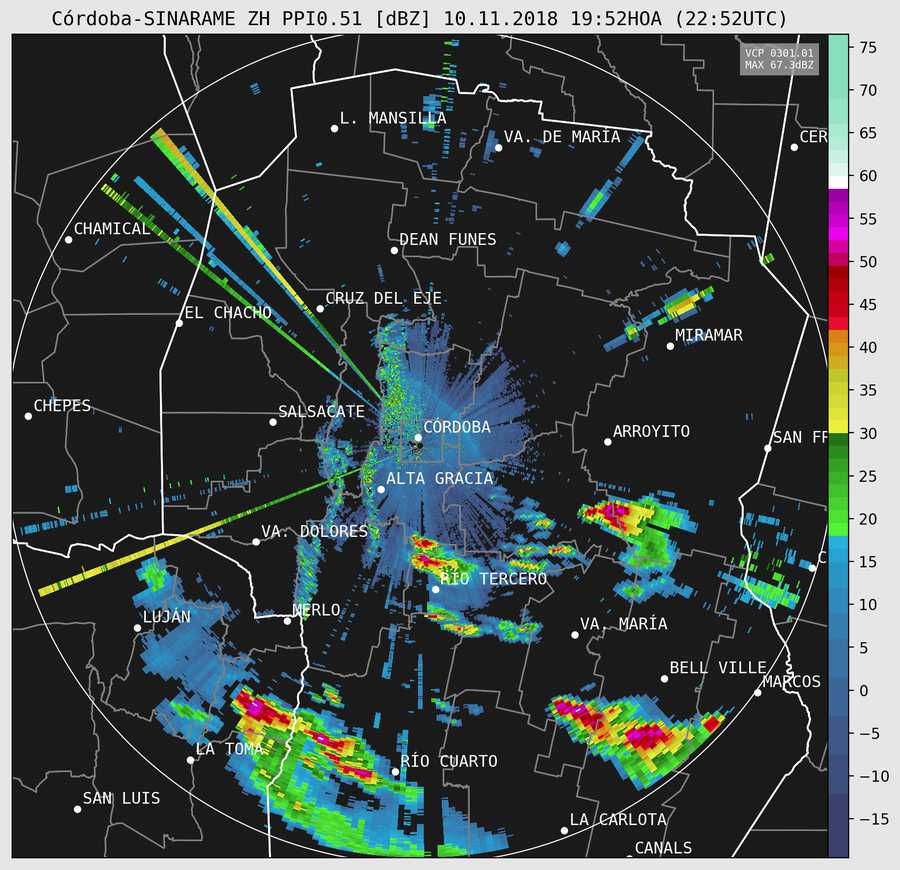 Córdoba-SINARAME ZH PPI0.51 [dBZ] 10.11.2018 19:52HOA (22:52UTC)
VCP 0301.01
MAX 67.3dBZ
L. MANSILLA
VA. DE MARÍA
CER
CHAMICAL
DEAN FUNES
CRUZ DEL EJE
EL CHACHO
MIRAMAR
CHEPES
SALSACATE
CÓRDOBA
ARROYITO
SAN FR
ALTA GRACIA
VA. DOLORES
C
RÍO TERCERO
LUJÁN
MERLO
VA. MARÍA
BELL VILLE
MARCOS
LA TOMA
RÍO CUARTO
SAN LUIS
LA CARLOTA
CANALS
75
70
65
60
55
50
45
40
35
30
25
20
15
10
5
0
−5
−10
−15